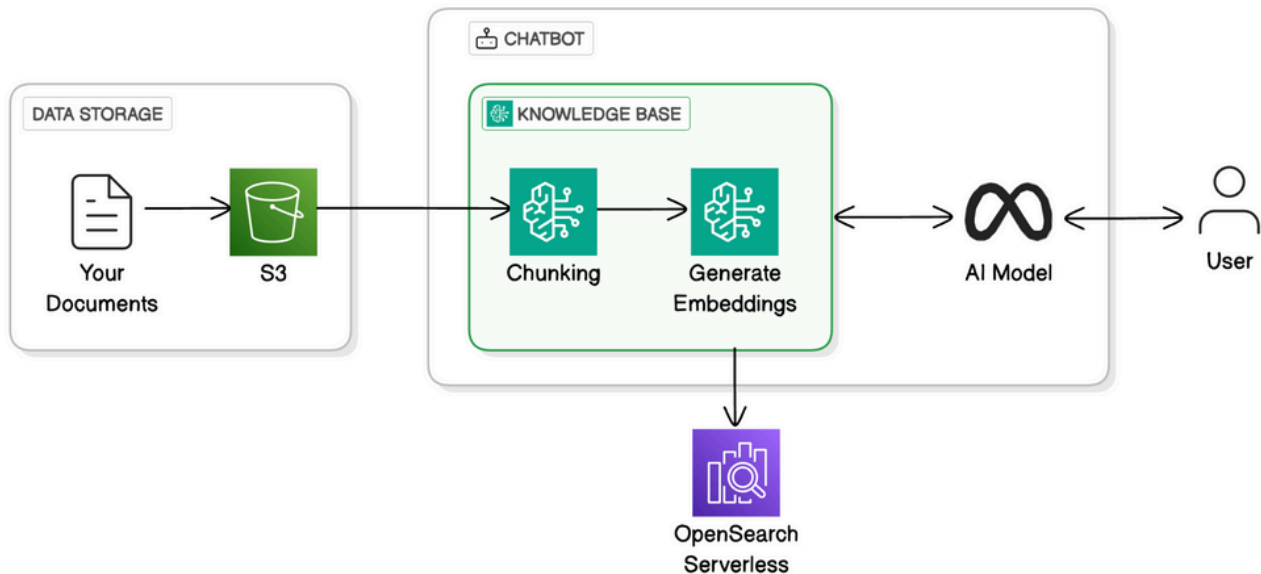 CHATBOT
DATA STORAGE
KNOWLEDGE BASE
Your
Documents
S3
Chunking
Generate
Embeddings
AI Model
User
OpenSearch
Serverless